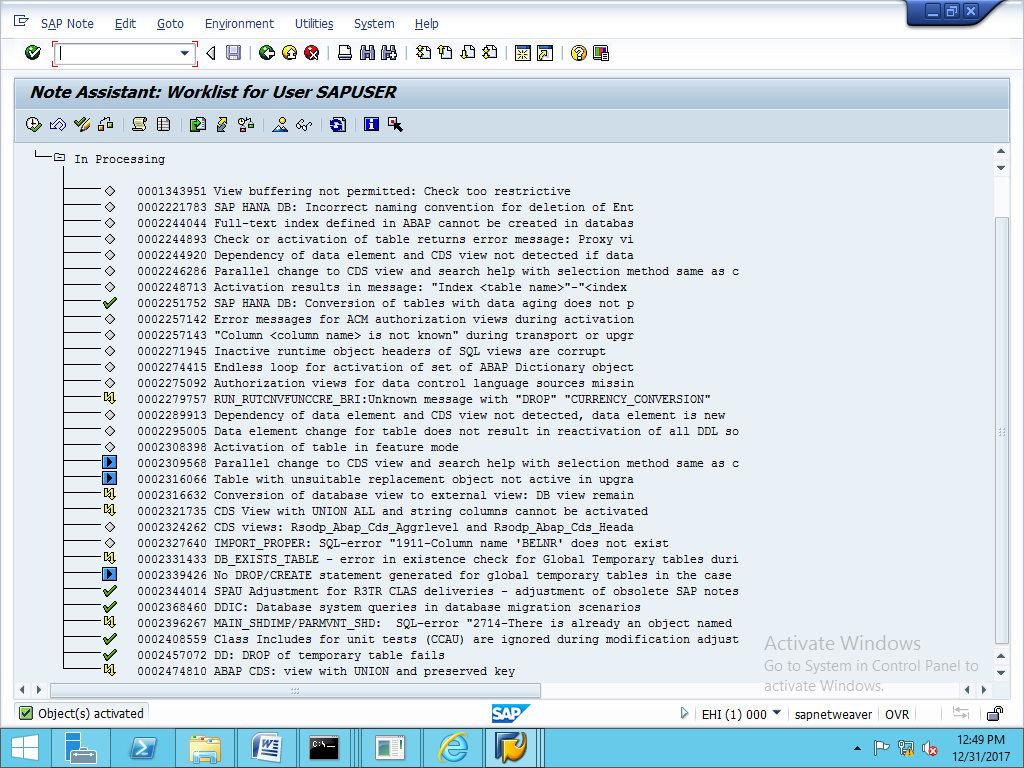 SAP Note Edit Goto Environment Utilities System Help
Note Assistant: Worklist for User SAPUSER
In Processing
0001343951 View buffering not permitted: Check too restrictive
0002221783 SAP HANA DB: Incorrect naming convention for deletion of Ent
0002244044 Full-text index defined in ABAP cannot be created in databas
0002244893 Check or activation of table returns error message: Proxy vi
0002244920 Dependency of data element and CDS view not detected if data
0002246286 Parallel change to CDS view and search help with selection method same as c
0002248713 Activation results in message: "Index <table name>"-"<index
0002251752 SAP HANA DB: Conversion of tables with data aging does not p
0002257142 Error messages for ACM authorization views during activation
0002257143 "Column <column name> is not known" during transport or upgr
0002271945 Inactive runtime object headers of SQL views are corrupt
0002274415 Endless loop for activation of set of ABAP Dictionary object
0002275092 Authorization views for data control language sources missin
0002279757 RUN_RUTCNVFUNCCRE_BRI:Unknown message with "DROP" "CURRENCY_CONVERSION"
0002289913 Dependency of data element and CDS view not detected, data element is new
0002295005 Data element change for table does not result in reactivation of all DDL so
0002308398 Activation of table in feature mode
0002309568 Parallel change to CDS view and search help with selection method same as c
0002316066 Table with unsuitable replacement object not active in upgra
0002316632 Conversion of database view to external view: DB view remain
0002321735 CDS View with UNION ALL and string columns cannot be activated
0002324262 CDS views: Rsodp_Abap_Cds_Aggrlevel and Rsodp_Abap_Cds_Heada
0002327640 IMPORT_PROPER: SQL-error "1911-Column name 'BELNR' does not exist
0002331433 DB_EXISTS_TABLE - error in existence check for Global Temporary tables duri
0002339426 No DROP/CREATE statement generated for global temporary tables in the case
0002344014 SPAU Adjustment for R3TR CLAS deliveries - adjustment of obsolete SAP notes
0002368460 DDIC: Database system queries in database migration scenarios
0002396267 MAIN_SHDIMP/PARMVNT_SHD: SQL-error "2714-There is already an object named
0002408559 Class Includes for unit tests (CCAU) are ignored during modification adjust
0002457072 DD: DROP of temporary table fails
0002474810 ABAP CDS: view with UNION and preserved key
Activate Windows
Go to System in Control Panel to
activate Windows.
Object(s) activated SAP EHI (1) 000 sapnetweaver OVR
12:49 PM
12/31/2017